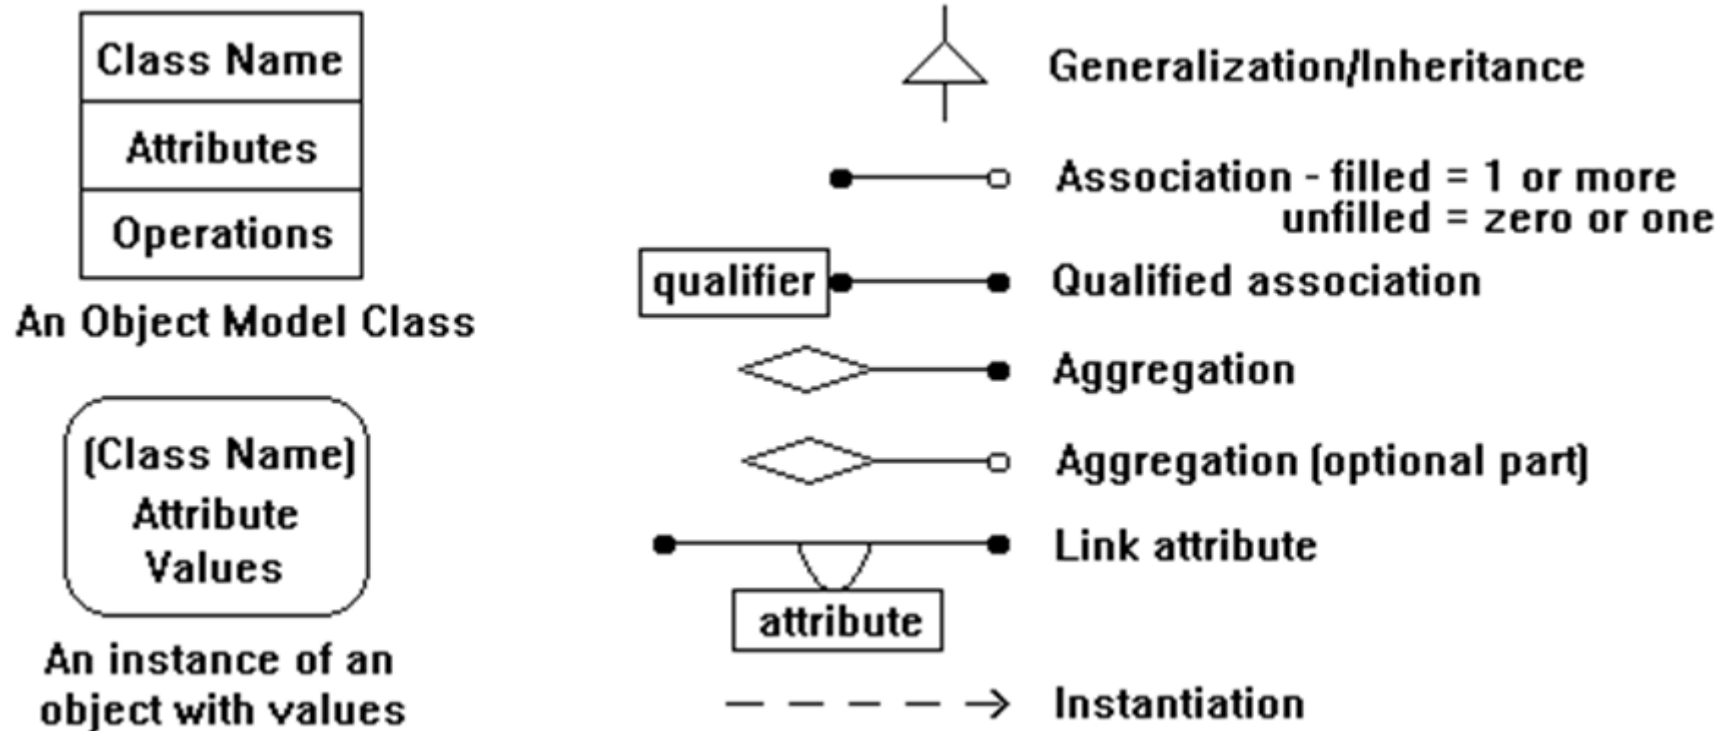 Class Name
Attributes
Operations
An Object Model Class
(Class Name)
Attribute
Values
An instance of an
object with values
Generalization/Inheritance
Association - filled = 1 or more
unfilled = zero or one
qualifier
Qualified association
Aggregation
Aggregation (optional part)
Link attribute
attribute
Instantiation